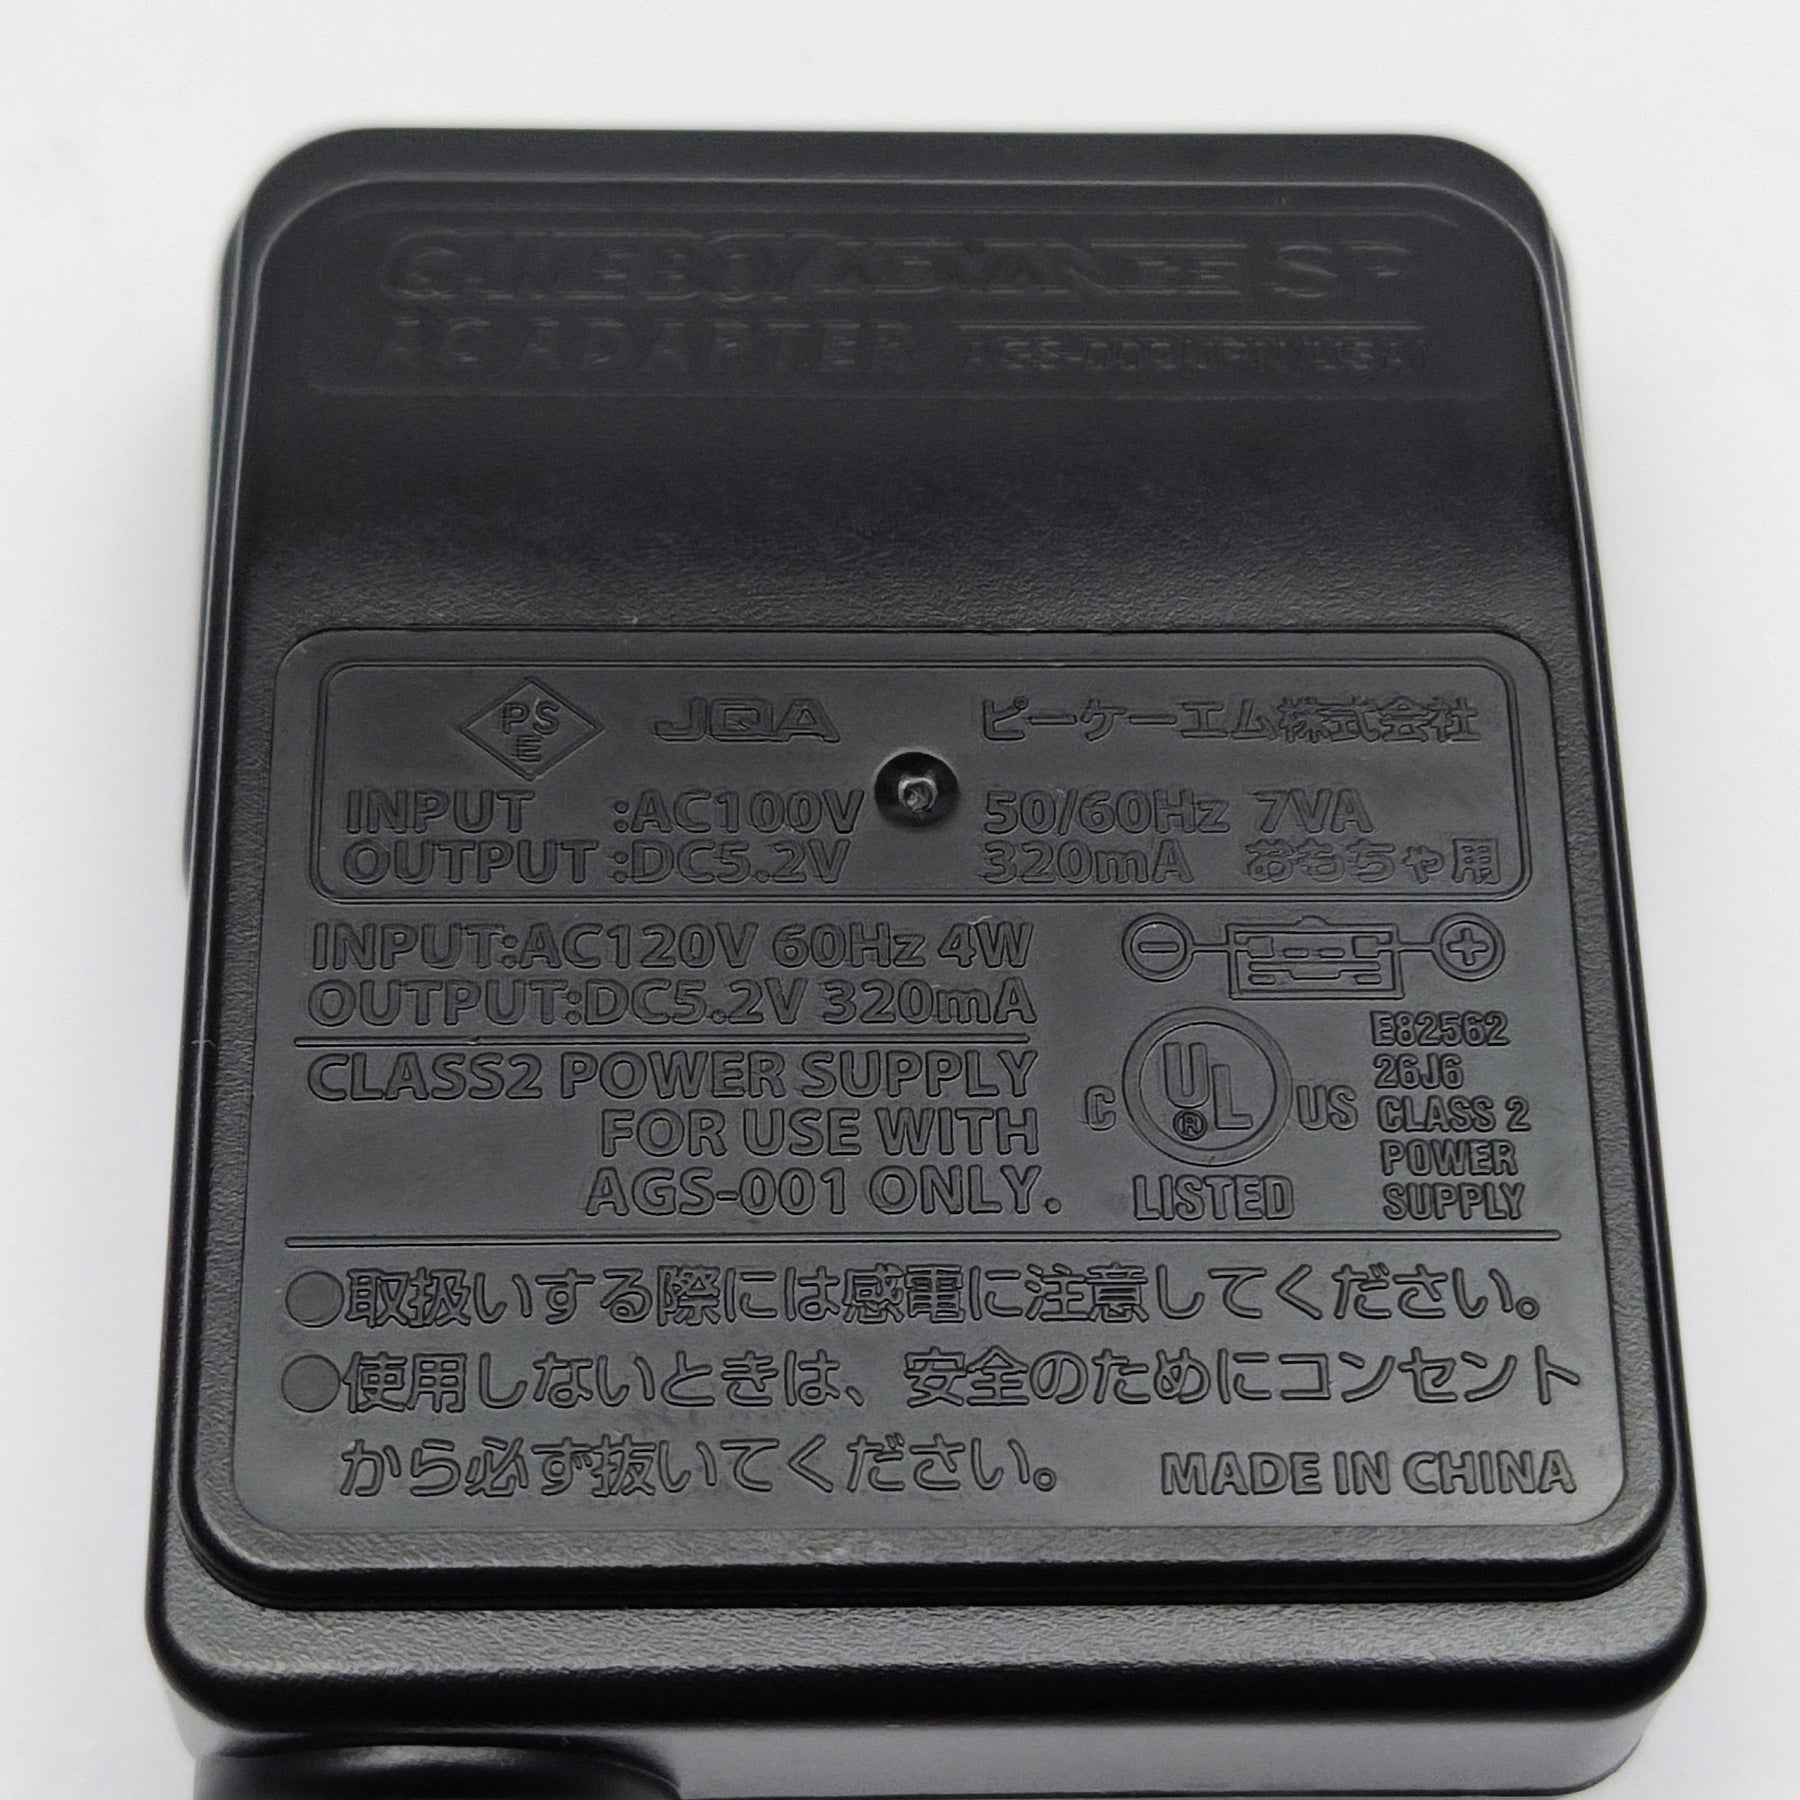 GAMEBOY ADVANCE SP
AC ADAPTER
PS
E
JQA
ピーケーエム株式会社
INPUT :AC100V 50/60Hz 7VA
OUTPUT :DC5.2V 320mA おもちゃ用
INPUT:AC120V 60Hz 4W
OUTPUT:DC5.2V 320mA
CLASS2 POWER SUPPLY
FOR USE WITH
AGS-001 ONLY.
− +
C UL® US
LISTED
E82562
26J6
CLASS 2
POWER
SUPPLY
●取扱いする際には感電に注意してください。
●使用しないときは、安全のためにコンセント
から必ず抜いてください。
MADE IN CHINA